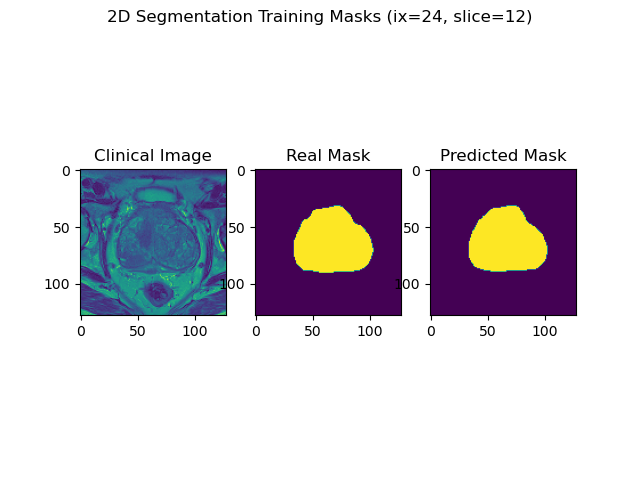 2D Segmentation Training Masks (ix=24, slice=12)
Clinical Image Real Mask Predicted Mask
0 0 0
50 50 50
100 100 100
0 50 100 0 50 100 0 50 100